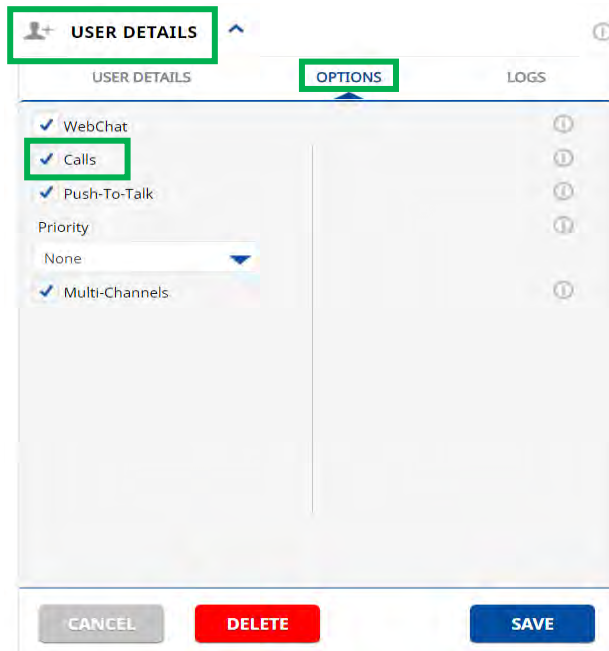 USER DETAILS
USER DETAILS OPTIONS LOGS
WebChat
Calls
Push-To-Talk
Priority
None
Multi-Channels
CANCEL DELETE SAVE